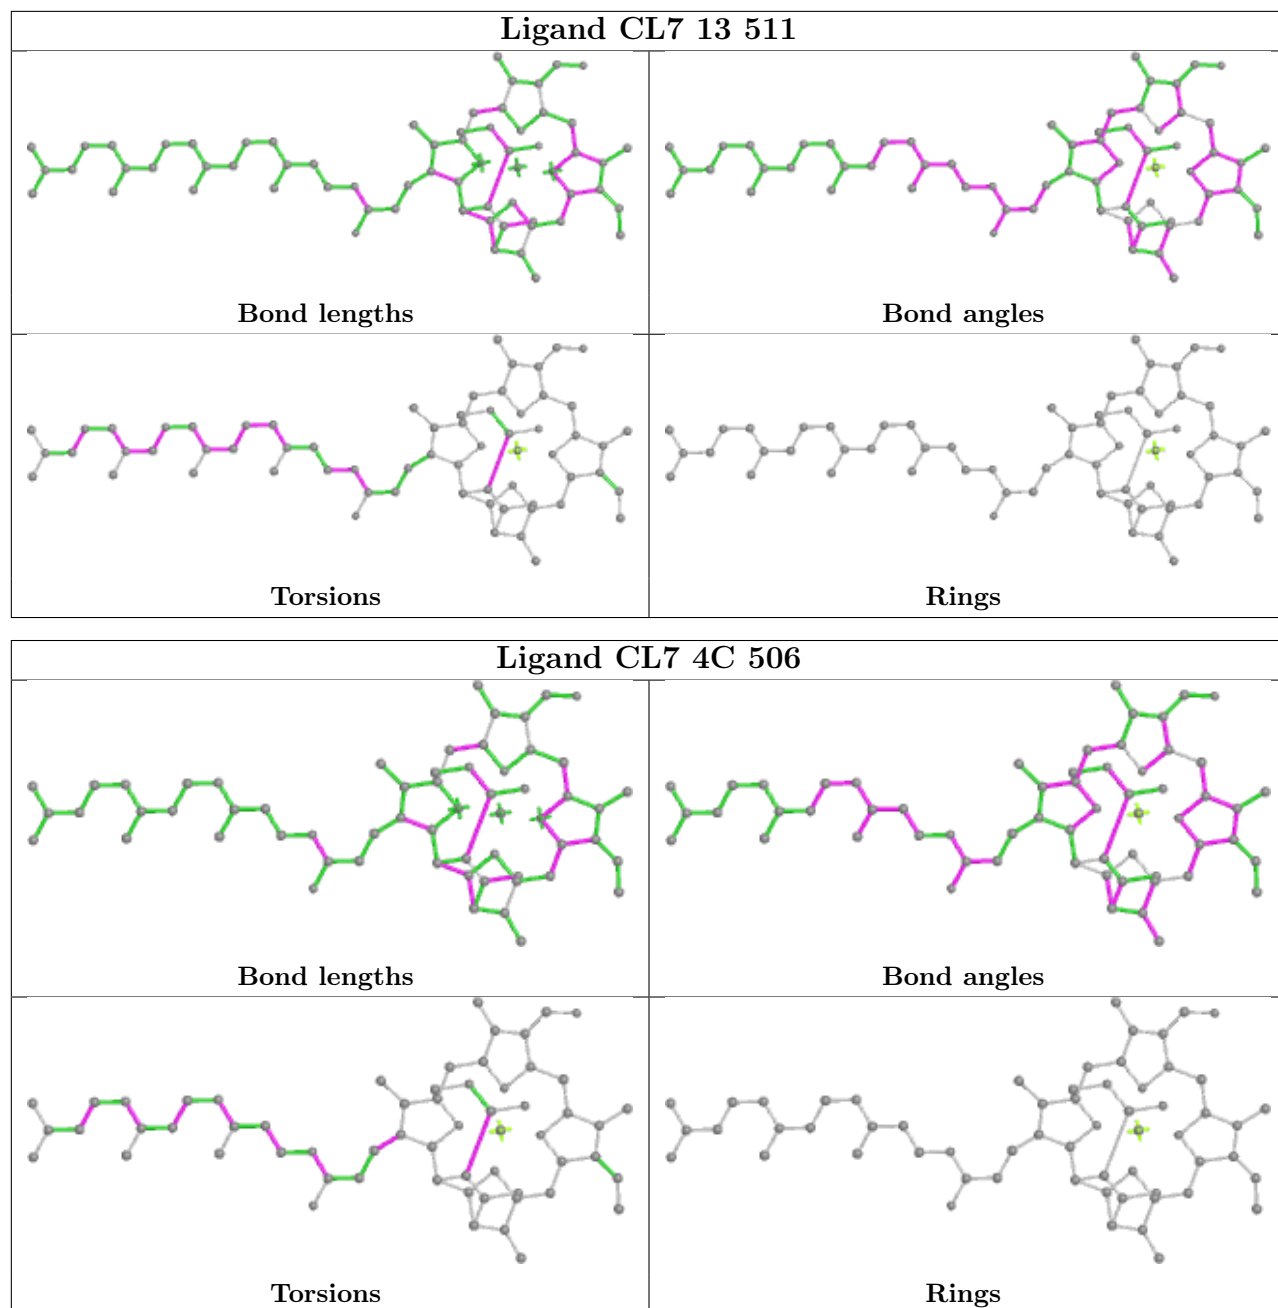 Ligand CL7 13 511
Bond lengths
Bond angles
Torsions
Rings
Ligand CL7 4C 506
Bond lengths
Bond angles
Torsions
Rings